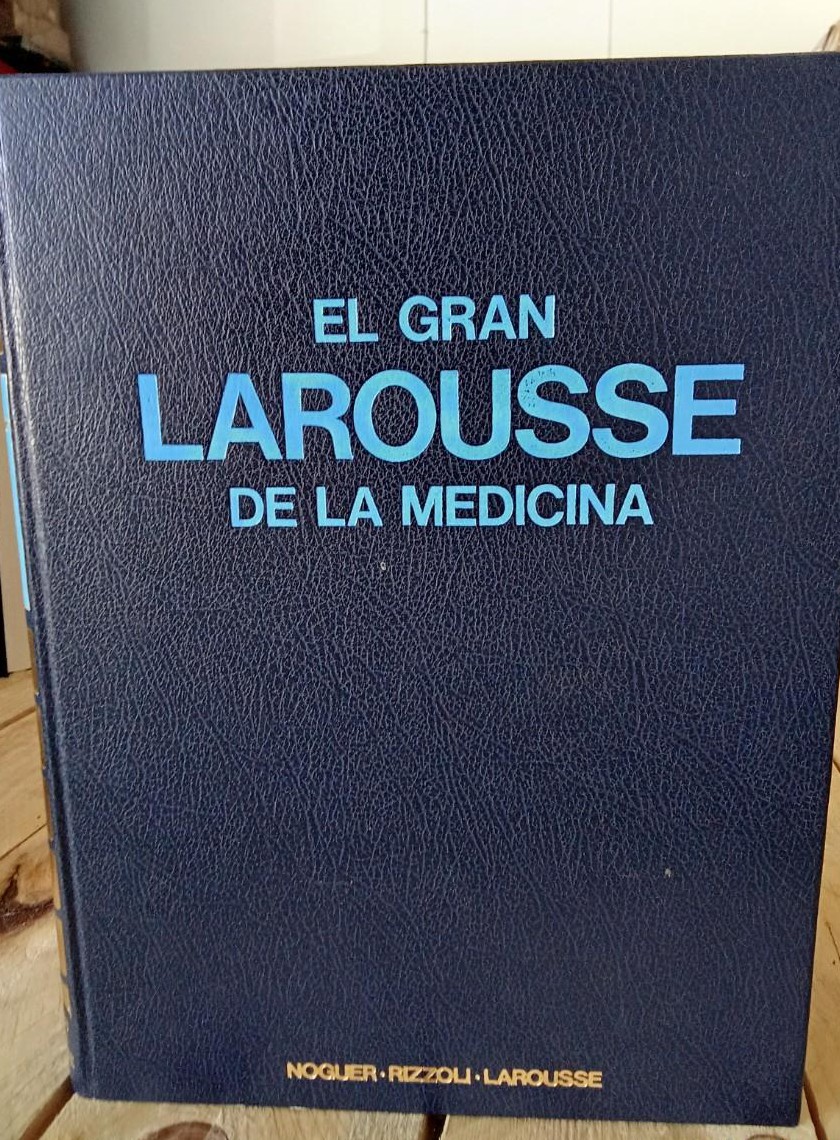 EL GRAN
LAROUSSE
DE LA MEDICINA
NOGUER·RIZZOLI·LAROUSSE